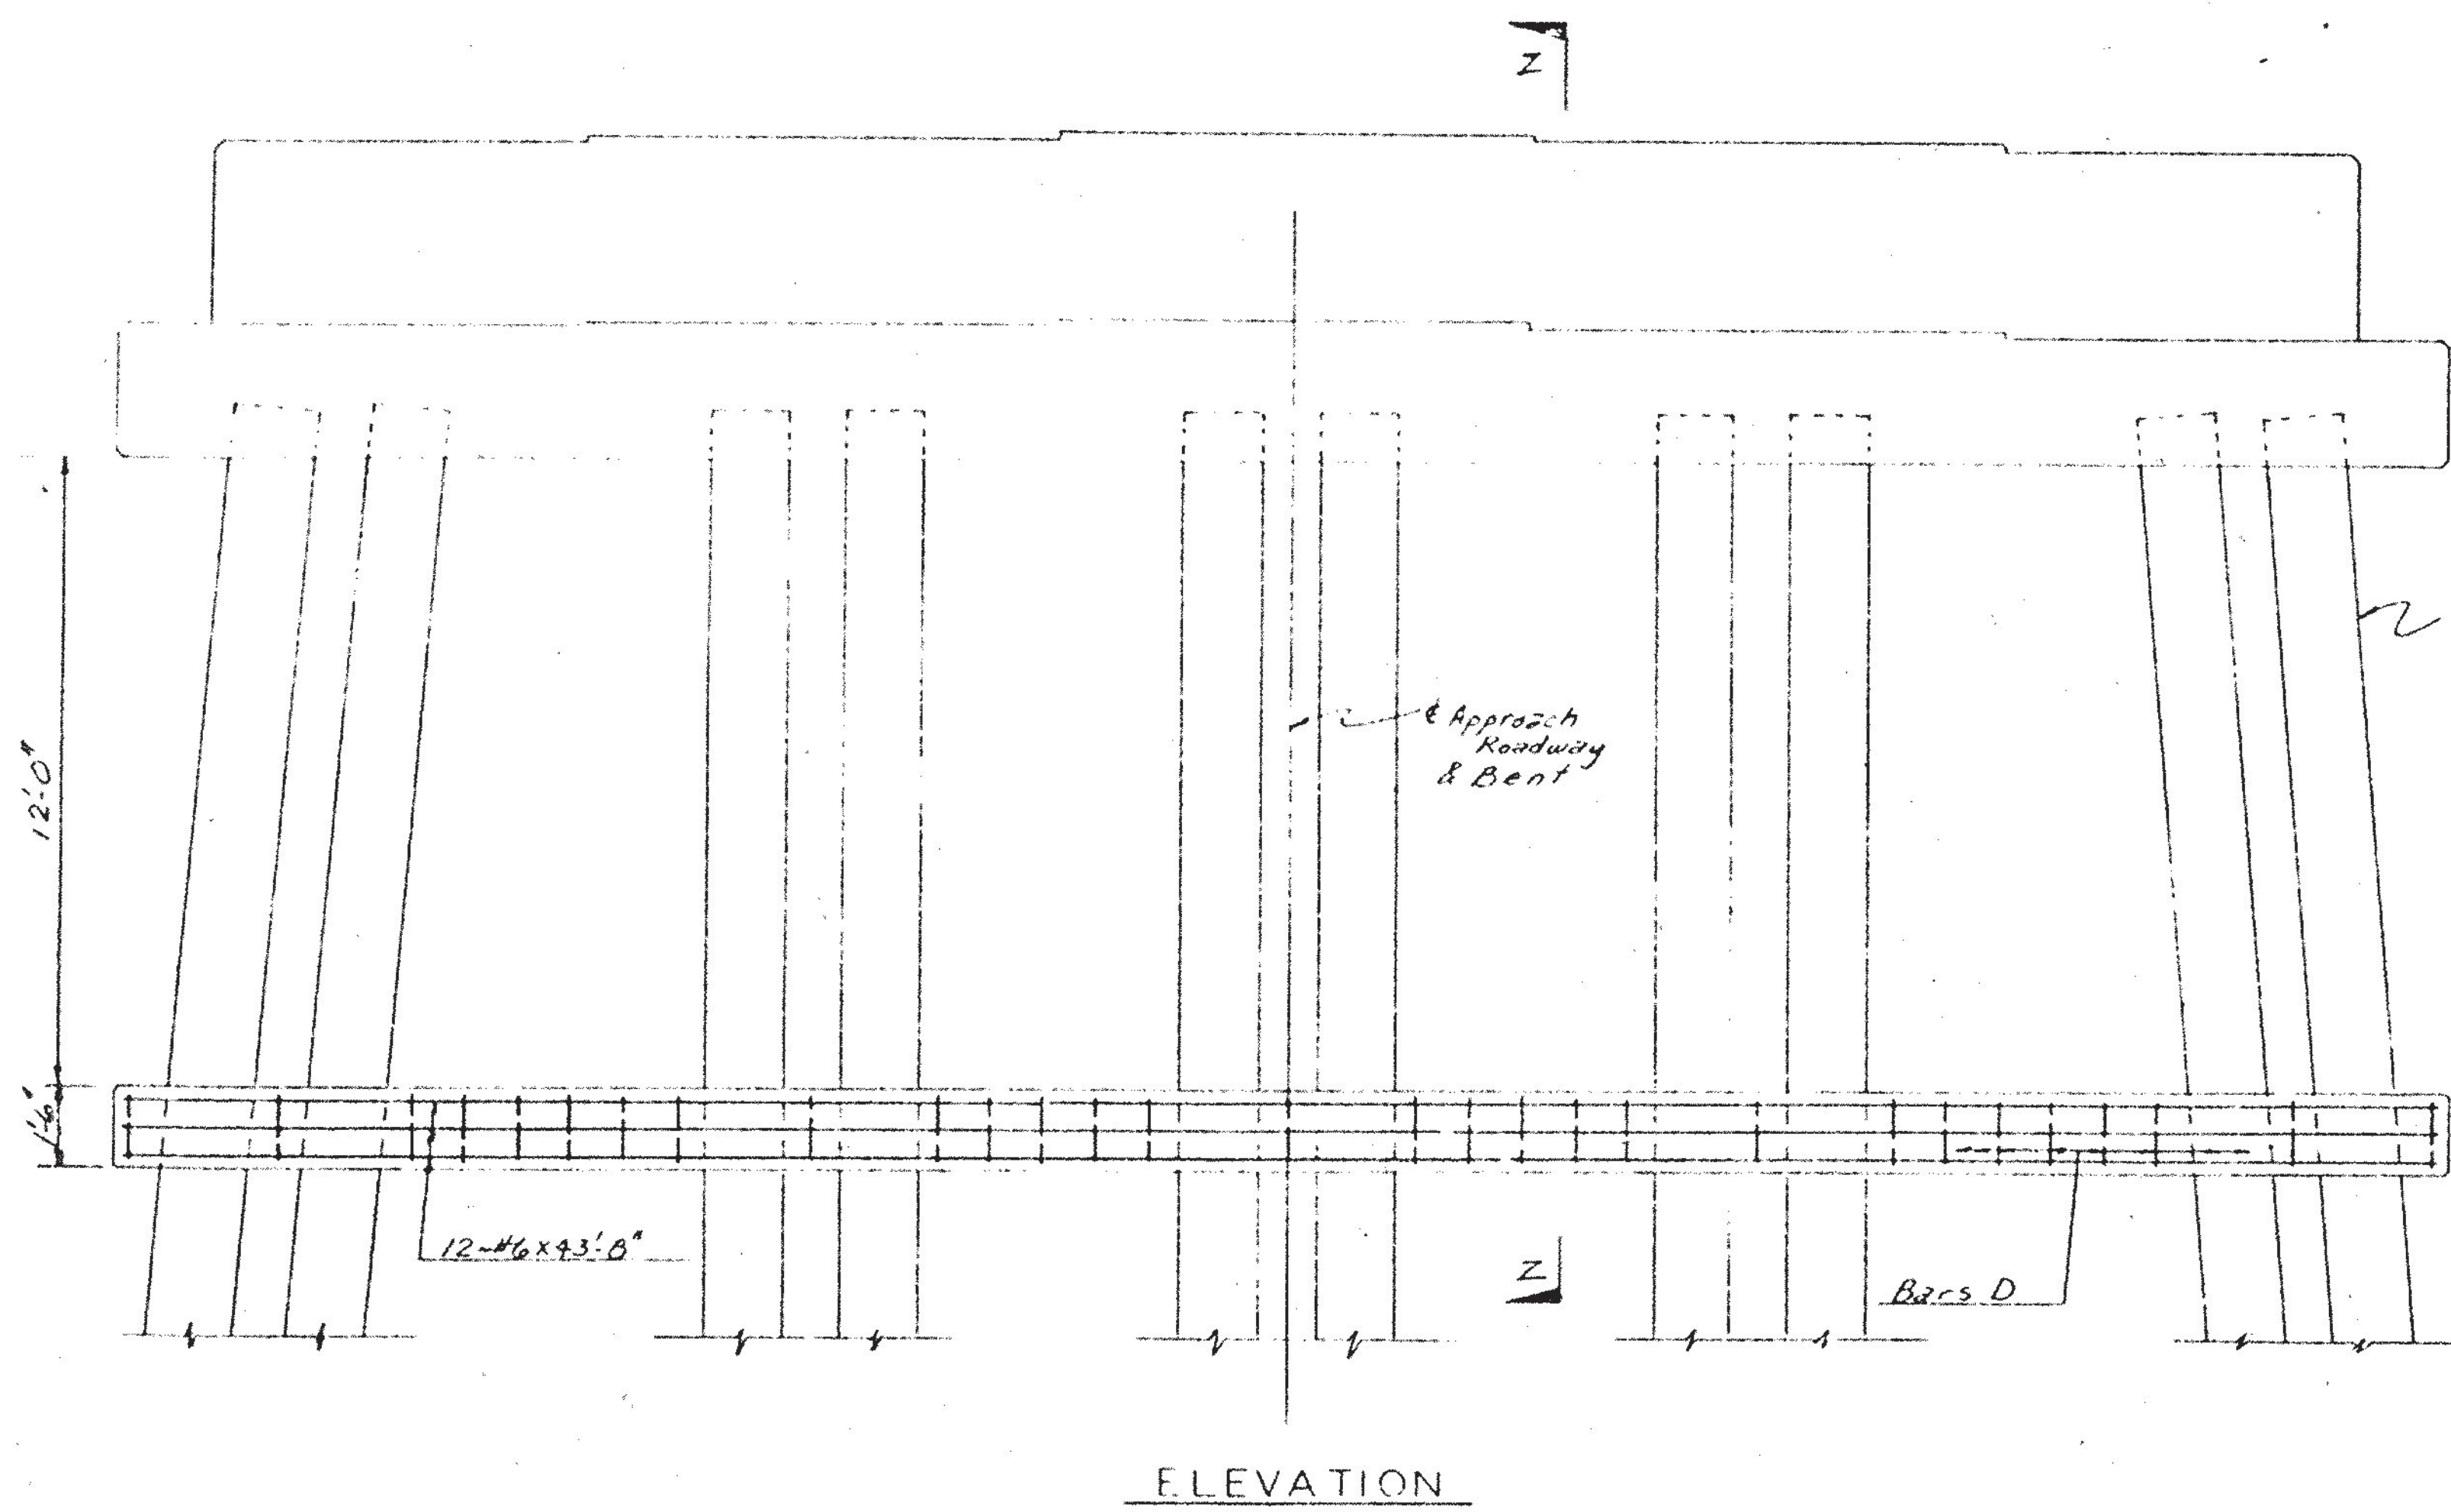 Z
℄ Approach
Roadway
& Bent
12'-0"
1'-6"
12-#6x43'-8"
Z
Bars D
ELEVATION